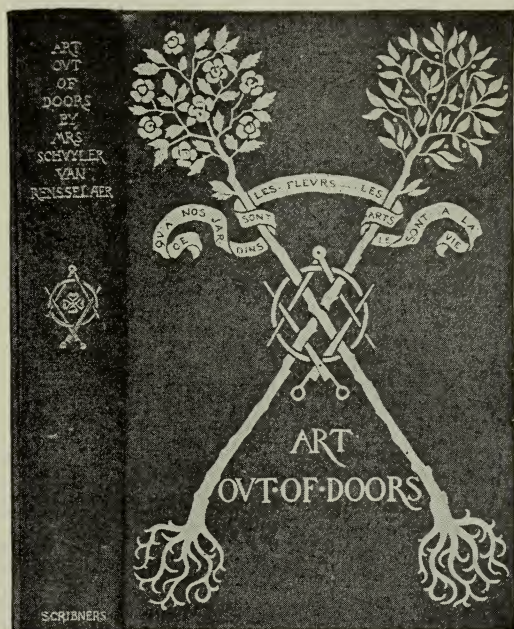 ART
OVT
OF
DOORS
BY
MRS
SCHVYLER
VAN
RENSSELAER
SCRIBNERS
CE
QVA NOS JAR
DINS
SONT
LES·FLEVRS....LES
ARTS
LE
SONT A LA
VIE
ART
OVT·OF·DOORS